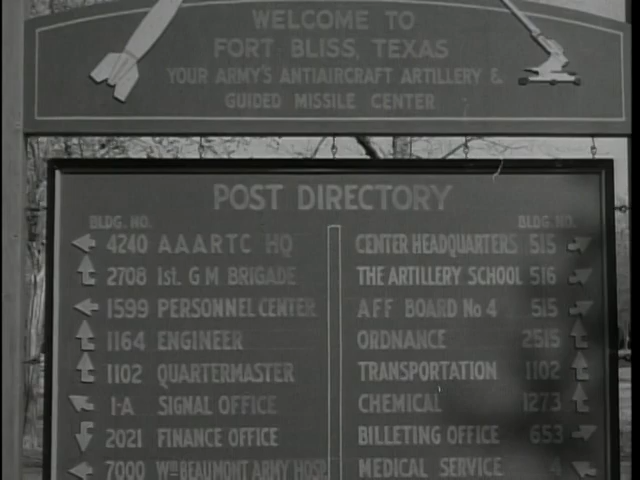 WELCOME TO
FORT BLISS, TEXAS
YOUR ARMY'S ANTIAIRCRAFT ARTILLERY &
GUIDED MISSILE CENTER
POST DIRECTORY
BLDG. NO.
4240 AAARTC HQ
2708 1st. G M BRIGADE
1599 PERSONNEL CENTER
1164 ENGINEER
1102 QUARTERMASTER
1-A SIGNAL OFFICE
2021 FINANCE OFFICE
7000 WM BEAUMONT ARMY HOSP.
BLDG. NO.
CENTER HEADQUARTERS 515
THE ARTILLERY SCHOOL 516
AFF BOARD No 4 515
ORDNANCE 2515
TRANSPORTATION 1102
CHEMICAL 1273
BILLETING OFFICE 653
MEDICAL SERVICE 4